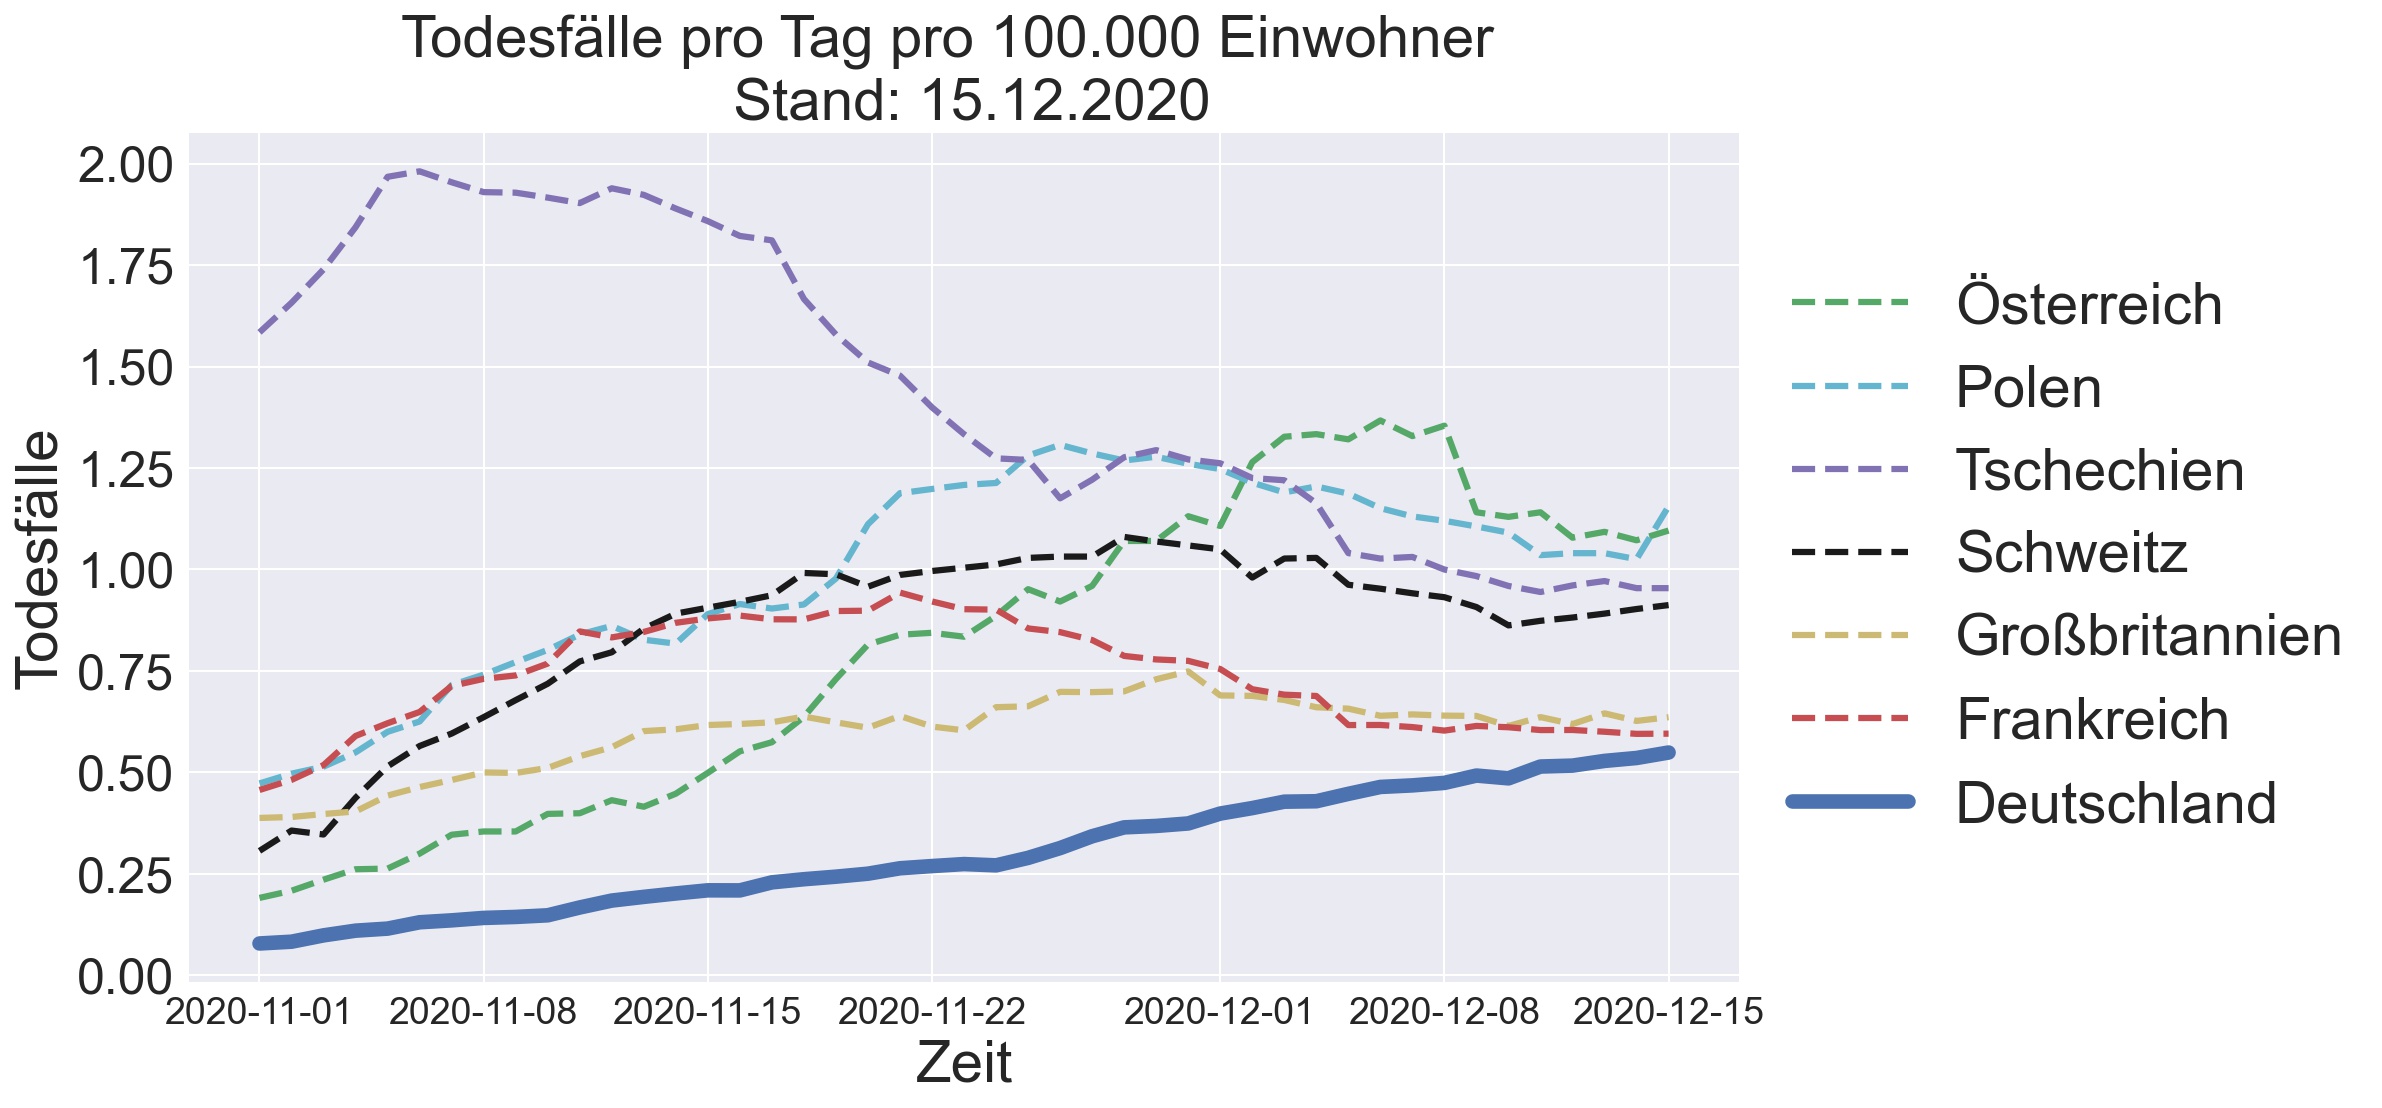 Todesfälle pro Tag pro 100.000 Einwohner
Stand: 15.12.2020
Todesfälle
2.00
1.75
1.50
1.25
1.00
0.75
0.50
0.25
0.00
2020-11-01
2020-11-08
2020-11-15
2020-11-22
2020-12-01
2020-12-08
2020-12-15
Zeit
Österreich
Polen
Tschechien
Schweitz
Großbritannien
Frankreich
Deutschland